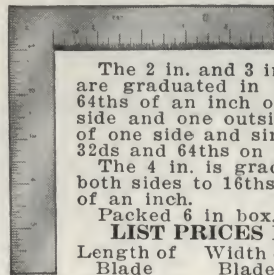 The 2 in. and 3 in
are graduated in
64ths of an inch o
side and one outsi
of one side and sin
32ds and 64ths on
The 4 in. is grad
both sides to 16ths
of an inch.
Packed 6 in box,
LIST PRICES
Length of Width
Blade Blade